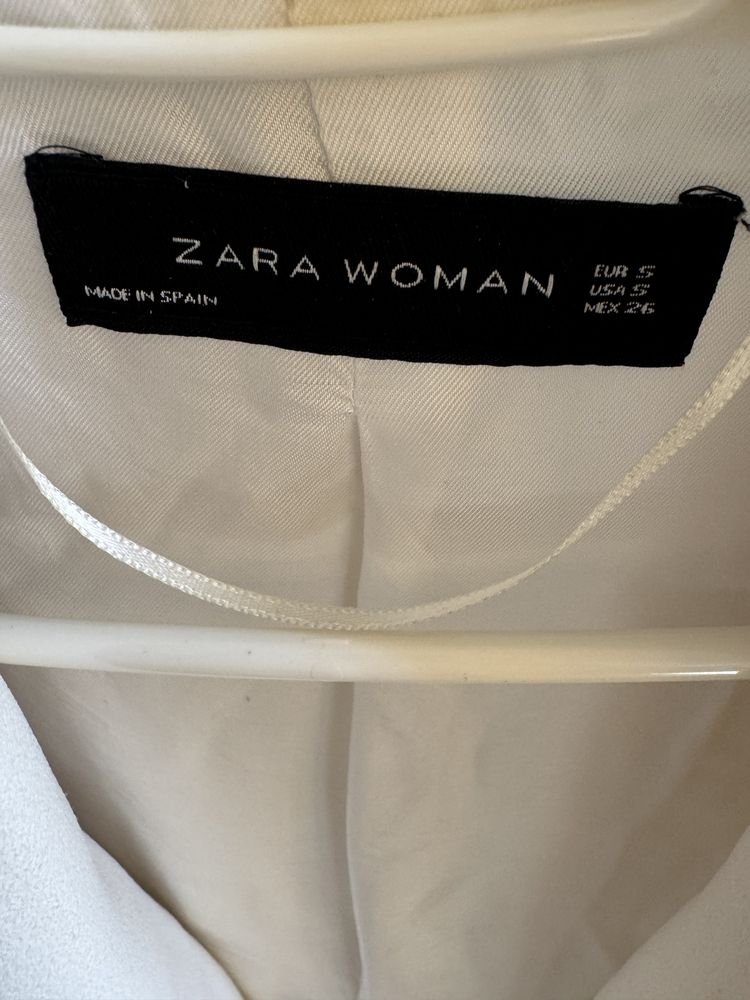 ZARA WOMAN
MADE IN SPAIN
EUR S
USA S
MEX 26